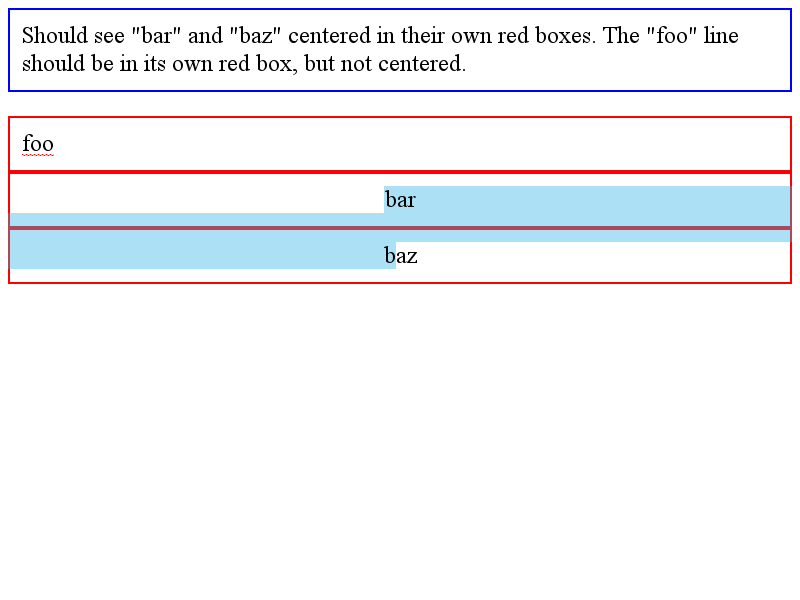 Should see "bar" and "baz" centered in their own red boxes. The "foo" line
should be in its own red box, but not centered.
foo
bar
baz